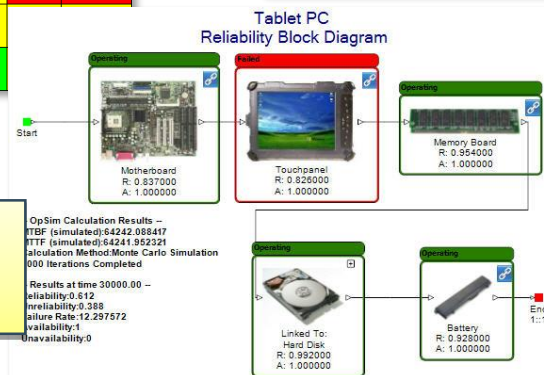 Tablet PC
Reliability Block Diagram
Operating
Failed
Operating
Start
Motherboard
R: 0.837000
A: 1.000000
Touchpanel
R: 0.826000
A: 1.000000
Memory Board
R: 0.954000
A: 1.000000
OpSim Calculation Results --
MTBF (simulated):64242.088417
MTTF (simulated):64241.952321
Calculation Method:Monte Carlo Simulation
000 Iterations Completed
Results at time 30000.00 --
Reliability:0.612
Unreliability:0.388
Failure Rate:12.297572
Availability:1
Unavailability:0
Operating
Operating
Linked To:
Hard Disk
R: 0.992000
A: 1.000000
Battery
R: 0.928000
A: 1.000000